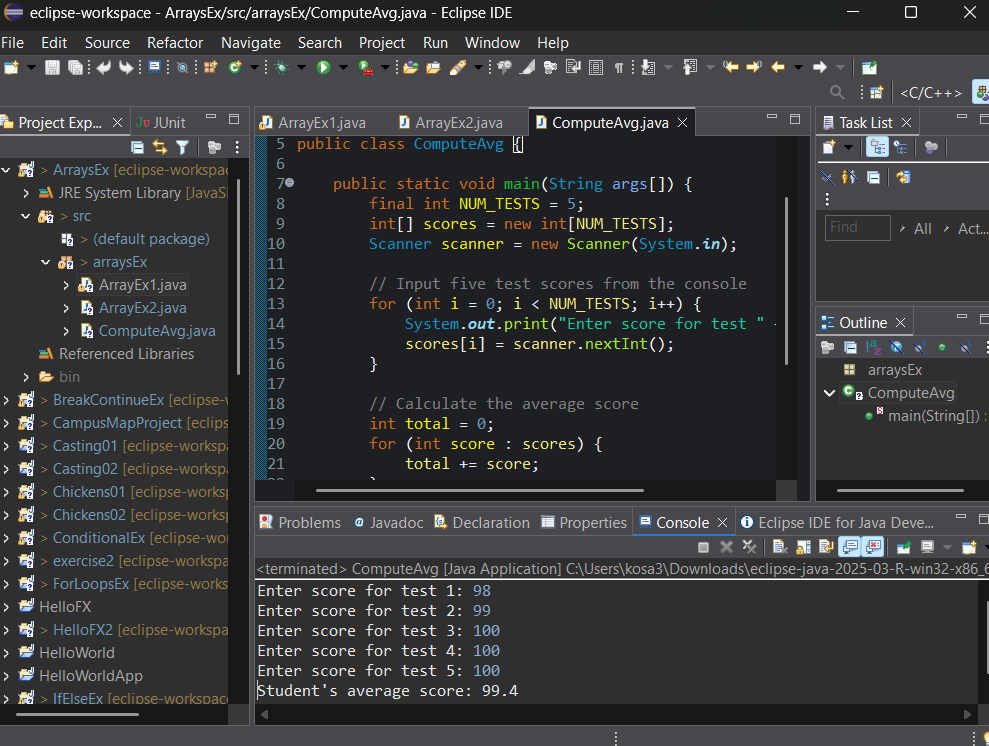 eclipse-workspace - ArraysEx/src/arraysEx/ComputeAvg.java - Eclipse IDE
File Edit Source Refactor Navigate Search Project Run Window Help
<C/C++>
Project Exp...
JUnit
> ArraysEx [eclipse-workspac
JRE System Library [JavaS
> src
> (default package)
> arraysEx
ArrayEx1.java
ArrayEx2.java
ComputeAvg.java
Referenced Libraries
> bin
> BreakContinueEx [eclipse-
> CampusMapProject [eclips
> Casting01 [eclipse-worksp
> Casting02 [eclipse-worksp
> Chickens01 [eclipse-works
> Chickens02 [eclipse-works
> ConditionalEx [eclipse-wor
> exercise2 [eclipse-workspa
> ForLoopsEx [eclipse-works
HelloFX
> HelloFX2 [eclipse-workspa
HelloWorld
HelloWorldApp
> IfElseEx [eclipse-workspac
ArrayEx1.java ArrayEx2.java ComputeAvg.java
5 public class ComputeAvg {
6
7 public static void main(String args[]) {
8 final int NUM_TESTS = 5;
9 int[] scores = new int[NUM_TESTS];
10 Scanner scanner = new Scanner(System.in);
11
12 // Input five test scores from the console
13 for (int i = 0; i < NUM_TESTS; i++) {
14 System.out.print("Enter score for test "
15 scores[i] = scanner.nextInt();
16 }
17
18 // Calculate the average score
19 int total = 0;
20 for (int score : scores) {
21 total += score;
Task List
Find
All
Act...
Outline
arraysEx
ComputeAvg
main(String[]) :
Problems Javadoc Declaration Properties Console Eclipse IDE for Java Deve...
<terminated> ComputeAvg [Java Application] C:\Users\kosa3\Downloads\eclipse-java-2025-03-R-win32-x86_6
Enter score for test 1: 98
Enter score for test 2: 99
Enter score for test 3: 100
Enter score for test 4: 100
Enter score for test 5: 100
Student's average score: 99.4